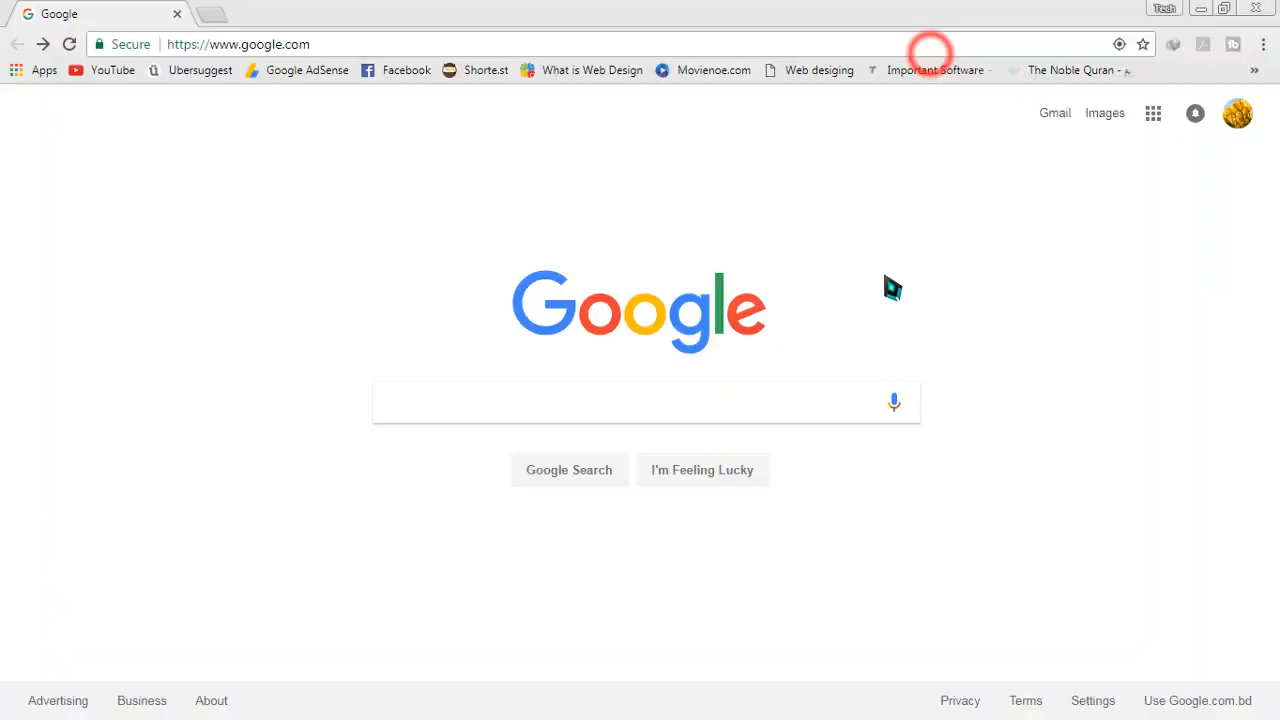 Google
Tech
Secure https://www.google.com
Apps YouTube Ubersuggest Google AdSense Facebook Shorte.st What is Web Design Movienoe.com Web desiging Important Software - The Noble Quran -
Gmail Images
Google
Google Search I'm Feeling Lucky
Advertising Business About Privacy Terms Settings Use Google.com.bd